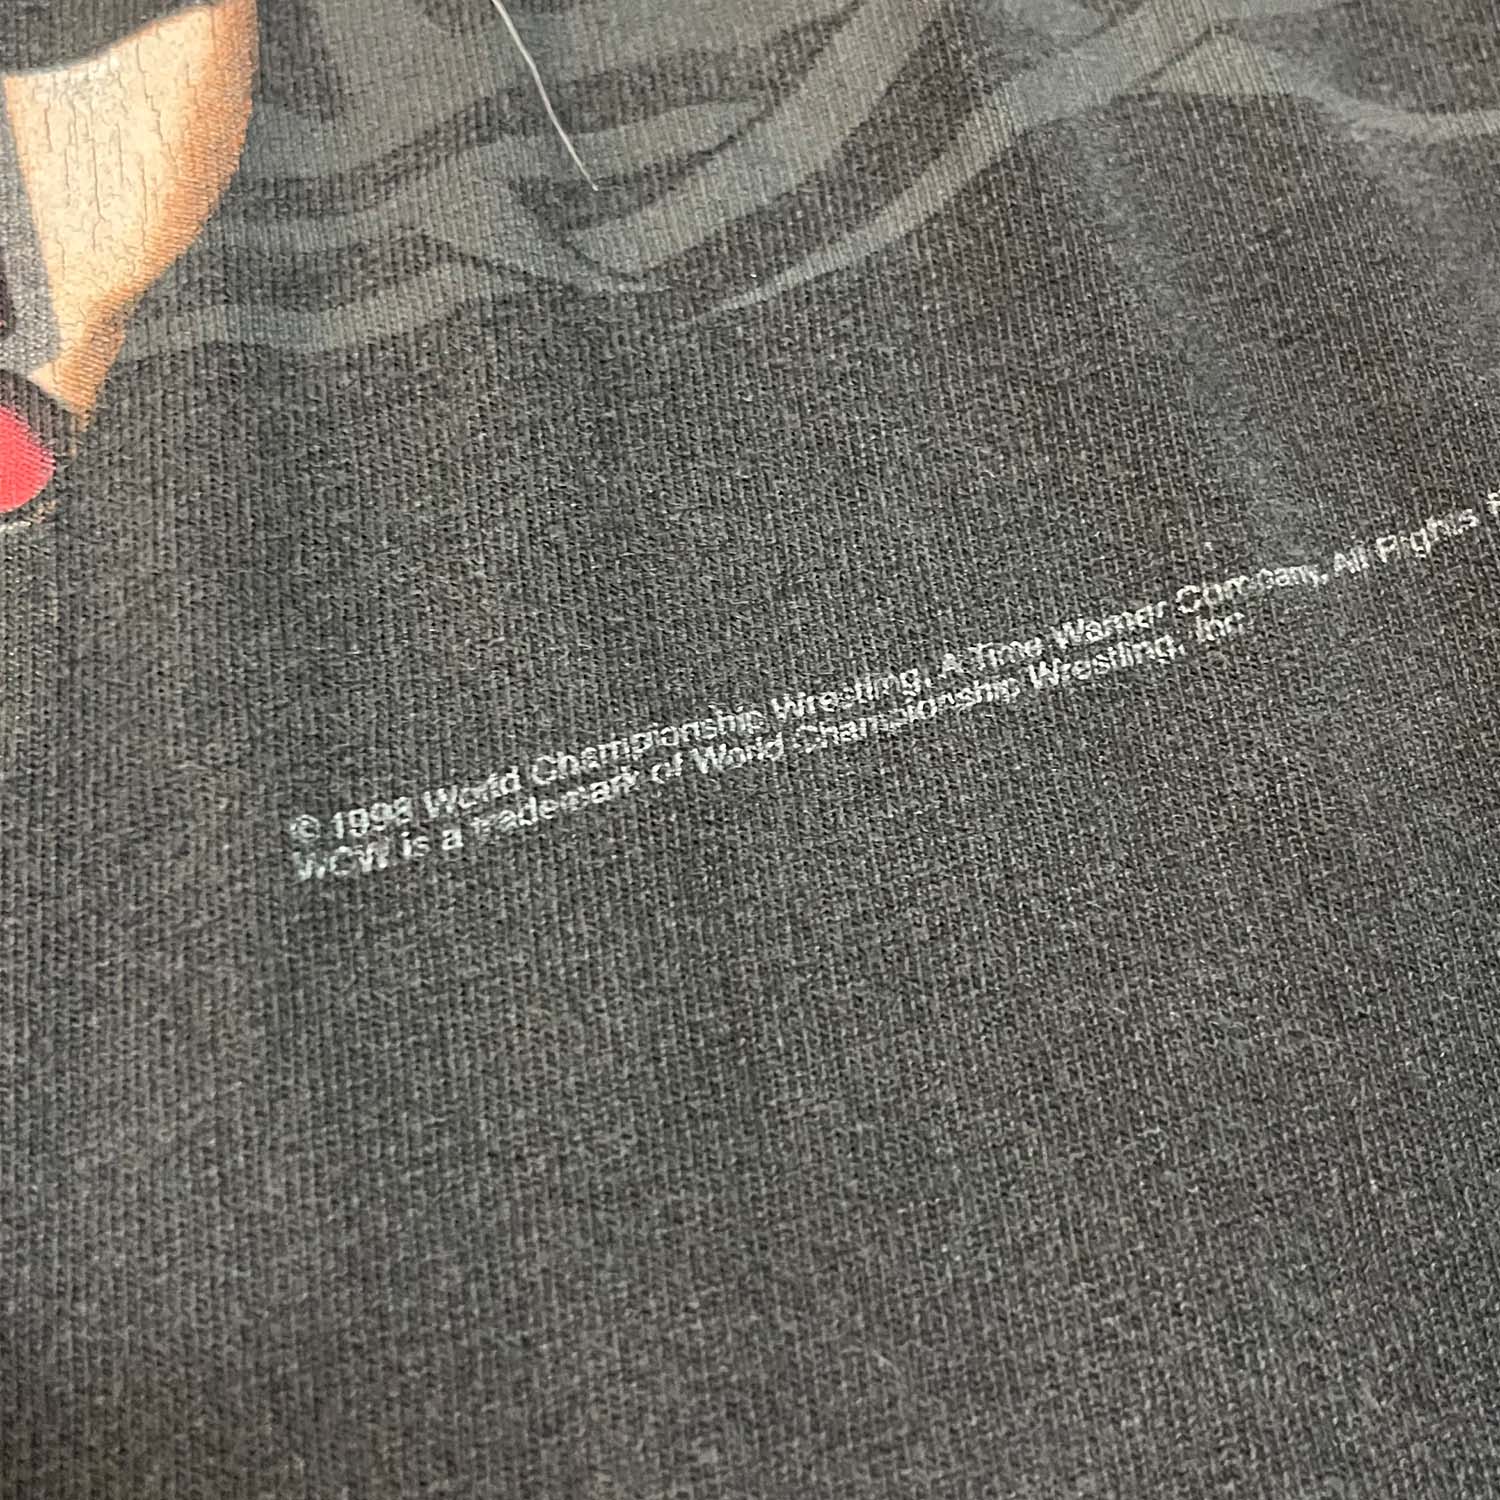 © 1998 World Championship Wrestling, A Time Warner Company, All Rights R
WCW is a trademark of World Championship Wrestling, Inc.